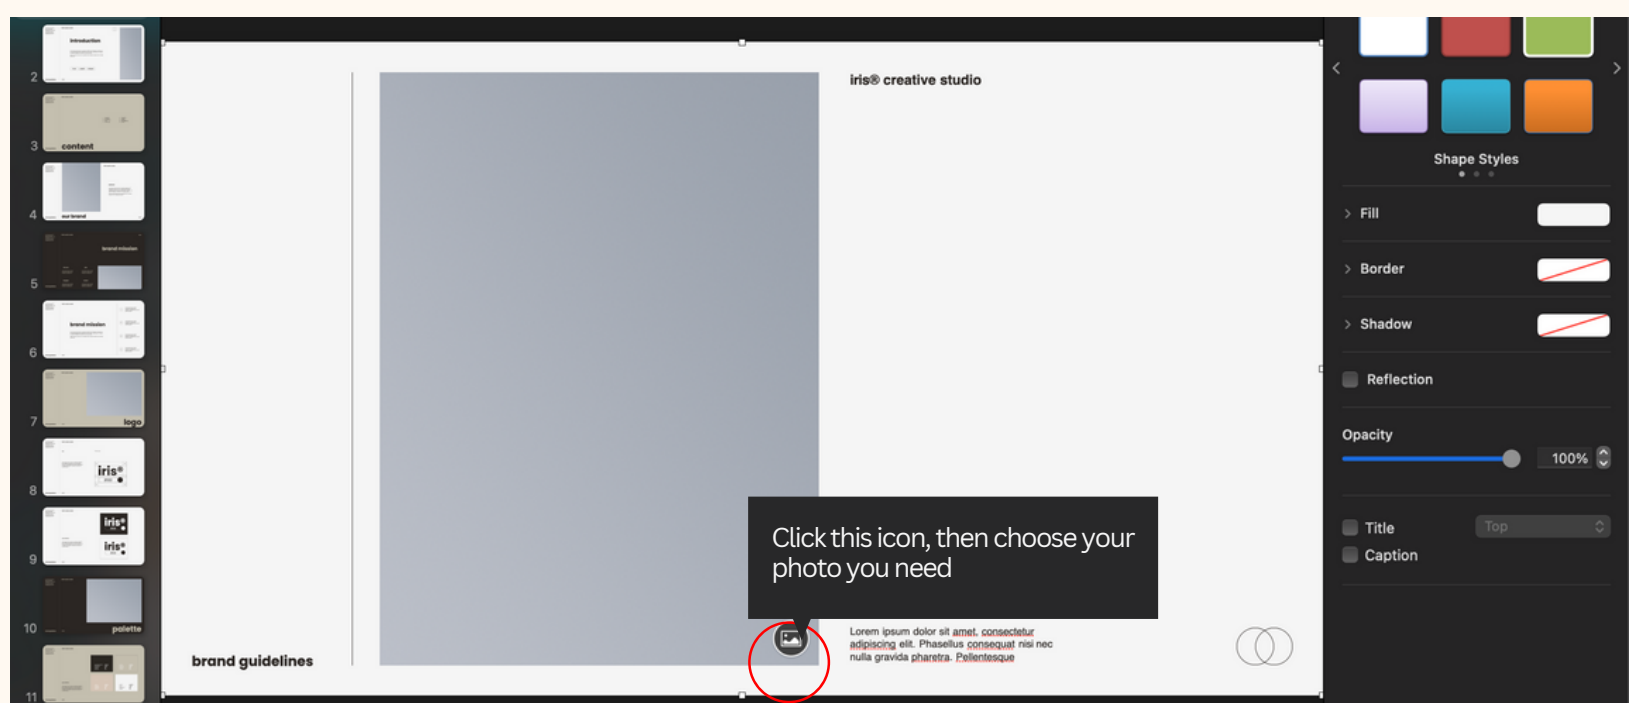 introduction
2
3
content
4
our brand
brand mission
5
brand mission
6
7
logo
iris®
8
iris®
iris®
9
10
palette
11
iris® creative studio
Click this icon, then choose your
photo you need
brand guidelines
Lorem ipsum dolor sit amet, consectetur
adipiscing elit. Phasellus consequat nisi nec
nulla gravida pharetra. Pellentesque
Shape Styles
Fill
Border
Shadow
Reflection
Opacity
100%
Title
Top
Caption